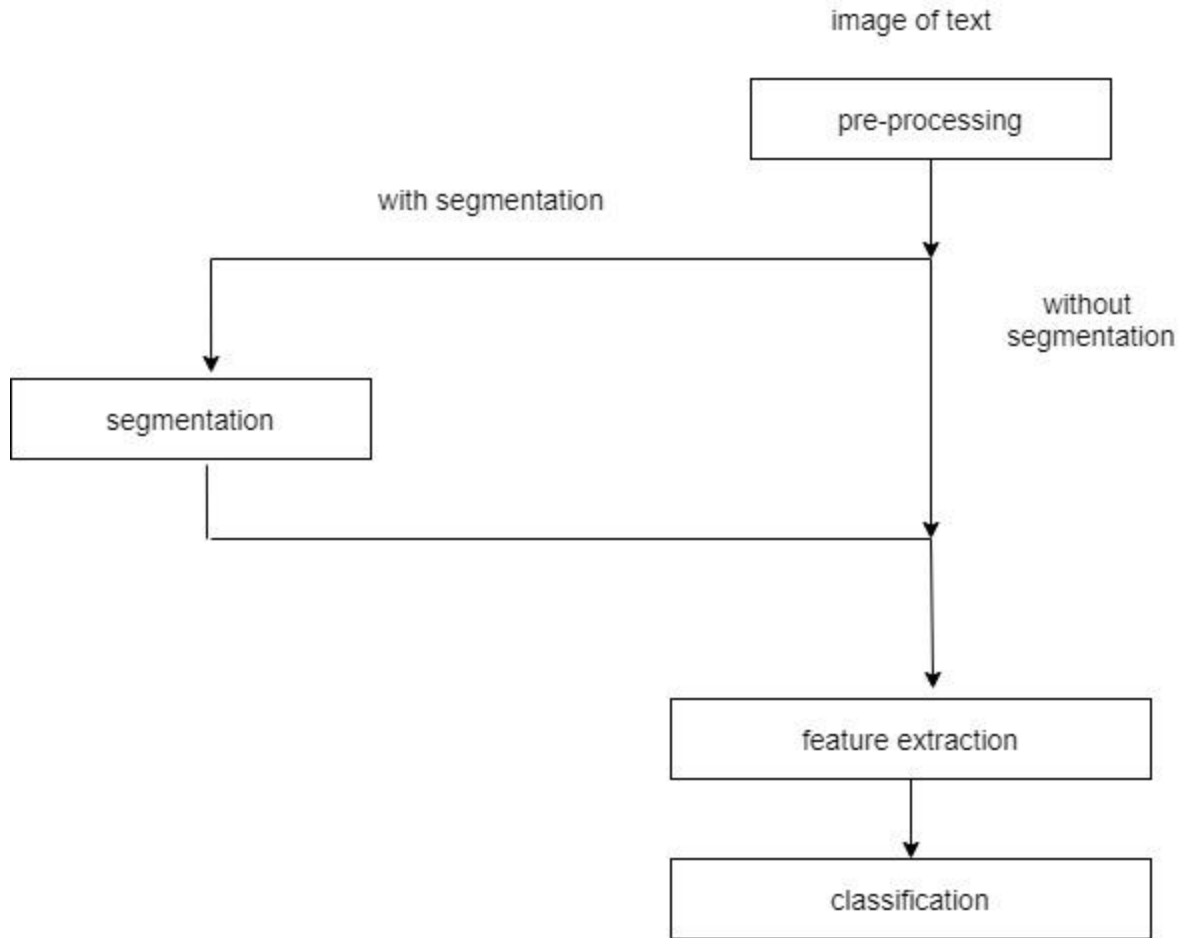 image of text
pre-processing
with segmentation
without
segmentation
segmentation
feature extraction
classification